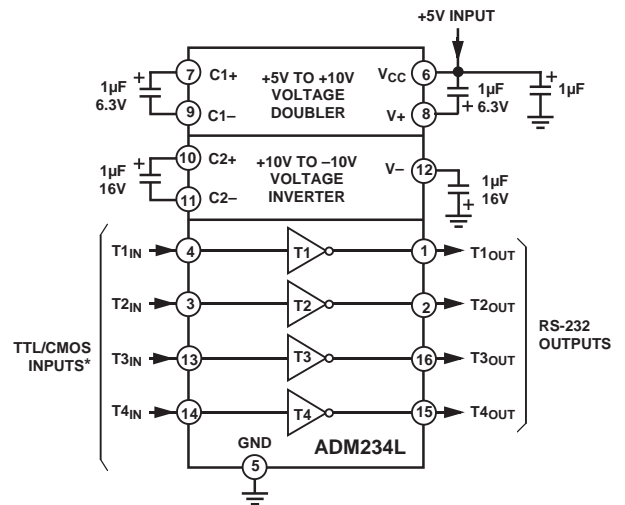 +5V INPUT
1µF
6.3V
+
7
C1+
9
C1–
+5V TO +10V
VOLTAGE
DOUBLER
VCC
6
V+
8
1µF
6.3V
+
+
1µF
1µF
16V
+
10
C2+
11
C2–
+10V TO –10V
VOLTAGE
INVERTER
V–
12
1µF
16V
+
TTL/CMOS
INPUTS*
T1IN
4
T1
1
T1OUT
T2IN
3
T2
2
T2OUT
T3IN
13
T3
16
T3OUT
T4IN
14
T4
15
T4OUT
RS-232
OUTPUTS
GND
5
ADM234L